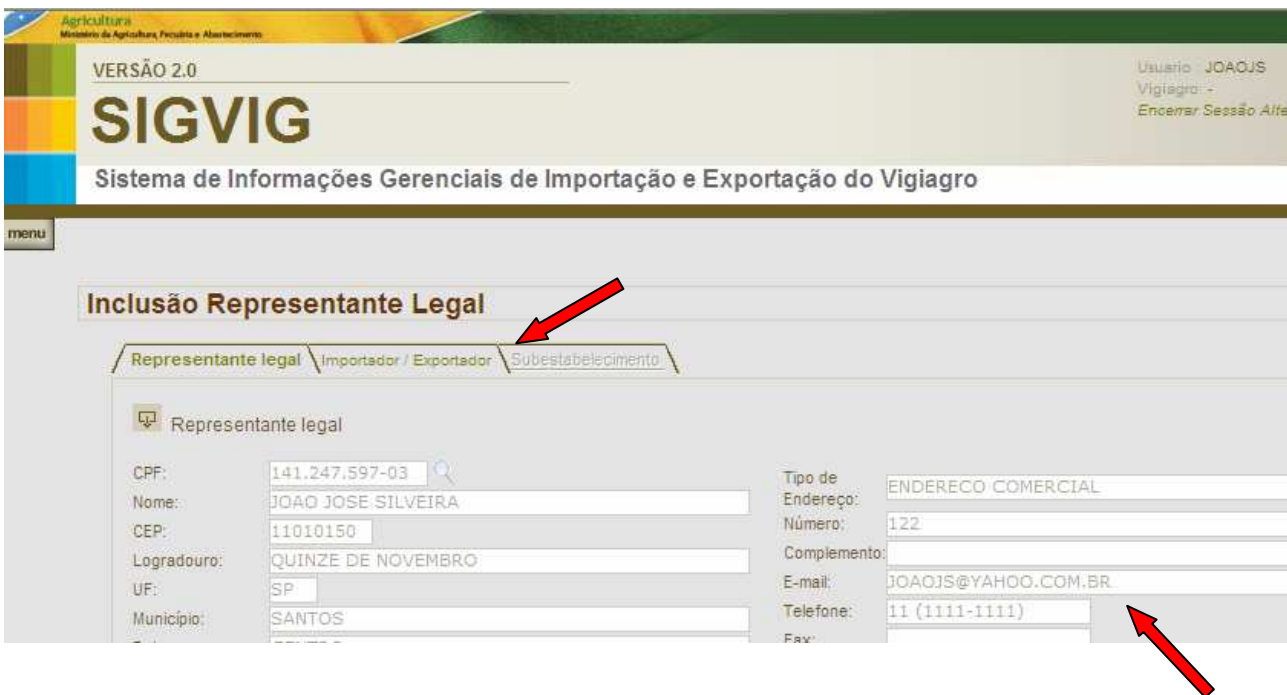 Agricultura
Ministério da Agricultura, Pecuária e Abastecimento
VERSÃO 2.0
SIGVIG
Usuario : JOAOJS
Vigiagro: -
Encerrar Sessão
Sistema de Informações Gerenciais de Importação e Exportação do Vigiagro
menu
Inclusão Representante Legal
Representante legal Importador / Exportador Subestabelecimento
Representante legal
CPF: 141.247.597-03
Nome: JOAO JOSE SILVEIRA
CEP: 11010150
Logradouro: QUINZE DE NOVEMBRO
UF: SP
Município: SANTOS
Tipo de Endereço: ENDERECO COMERCIAL
Número: 122
Complemento:
E-mail: JOAOJS@YAHOO.COM.BR
Telefone: 11 (1111-1111)
Fax: